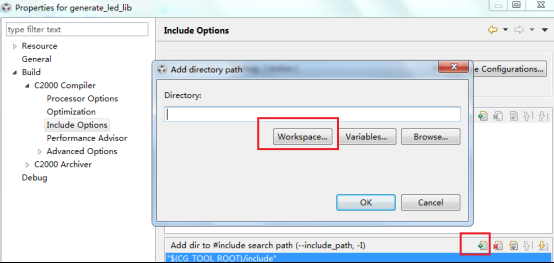 Properties for generate_led_lib
type filter text
Include Options
Resource
General
Build
C2000 Compiler
Processor Options
Optimization
Include Options
Performance Advisor
Advanced Options
C2000 Archiver
Debug
Configurations...
Add directory path
Directory:
Workspace...
Variables...
Browse...
OK
Cancel
Add dir to #include search path (--include_path, -I)
"${CG_TOOL_ROOT}/include"